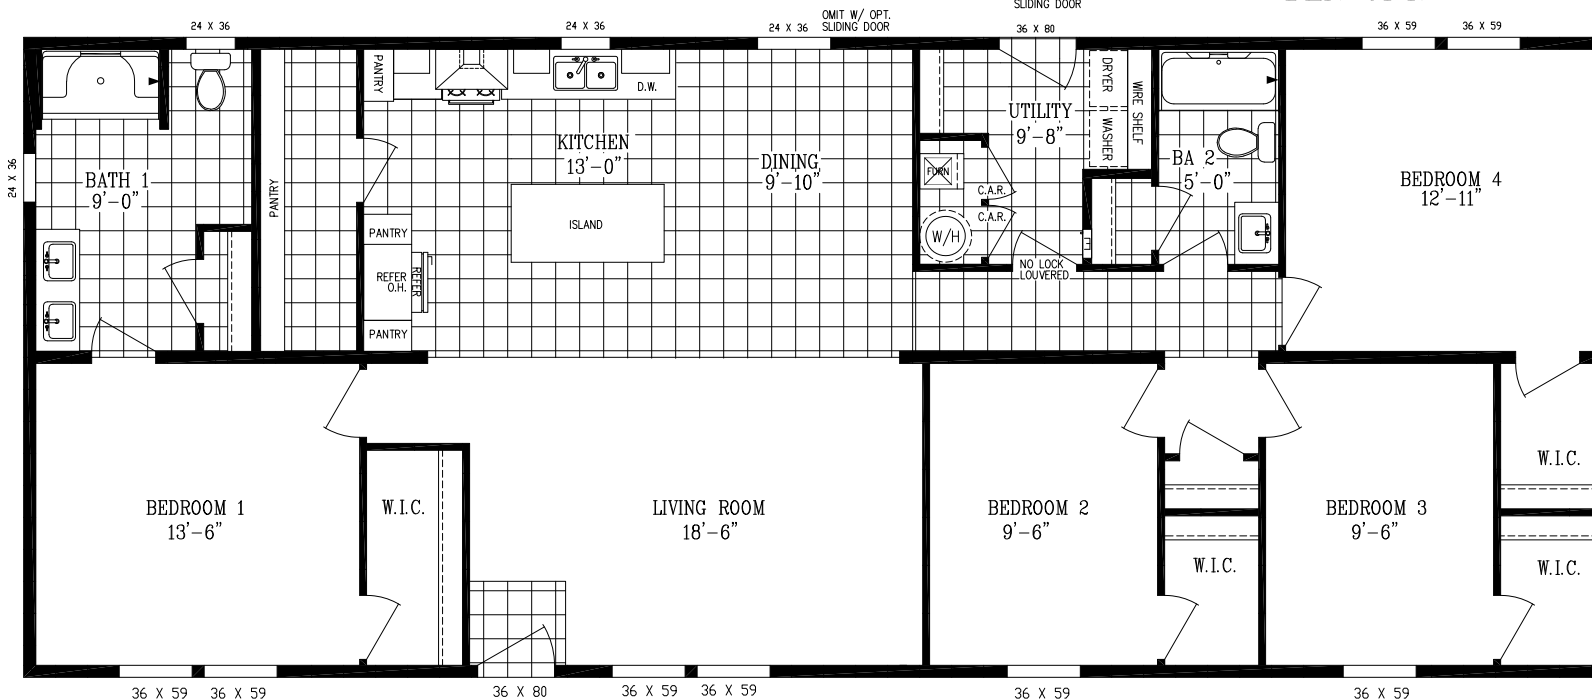 SLIDING DOOR
OMIT W/ OPT.
SLIDING DOOR
24 X 36
24 X 36
24 X 36
36 X 80
36 X 59
36 X 59
24 X 36
PANTRY
D.W.
DRYER
WASHER
WIRE SHELF
UTILITY
9'-8"
KITCHEN
13'-0"
DINING
9'-10"
BATH 1
9'-0"
PANTRY
FURN
C.A.R.
C.A.R.
BA 2
5'-0"
BEDROOM 4
12'-11"
ISLAND
PANTRY
W/H
REFER
O.H.
REFER
NO LOCK
LOUVERED
PANTRY
W.I.C.
BEDROOM 1
13'-6"
W.I.C.
LIVING ROOM
18'-6"
BEDROOM 2
9'-6"
BEDROOM 3
9'-6"
W.I.C.
W.I.C.
36 X 59
36 X 59
36 X 80
36 X 59
36 X 59
36 X 59
36 X 59